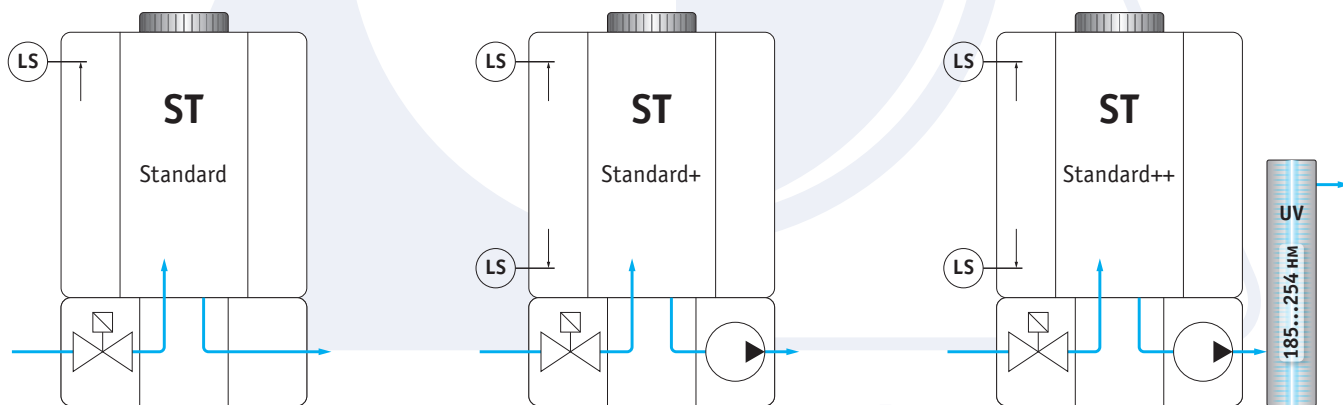 LS
ST
Standard
LS
ST
Standard+
LS
LS
ST
Standard++
LS
UV
185...254 нм